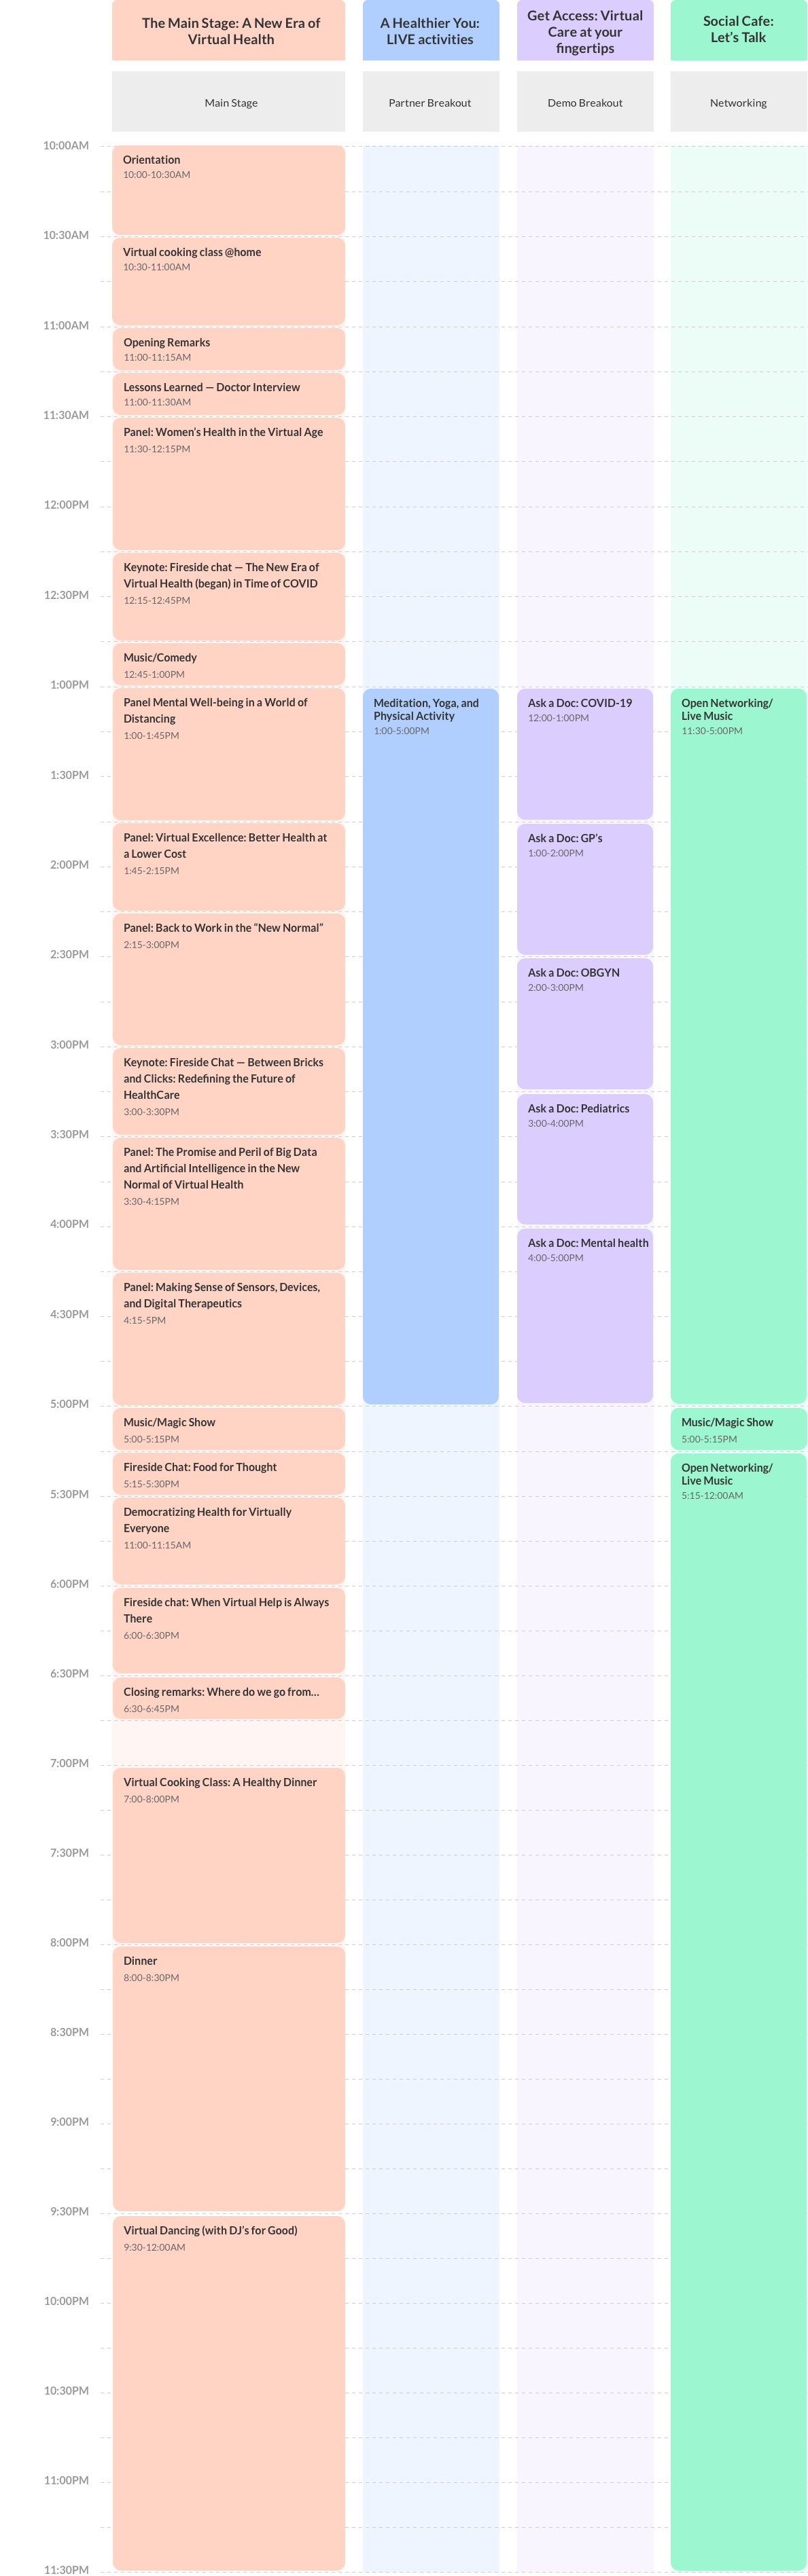 The Main Stage: A New Era of
Virtual Health
A Healthier You:
LIVE activities
Get Access: Virtual
Care at your
fingertips
Social Cafe:
Let's Talk
Main Stage
Partner Breakout
Demo Breakout
Networking
10:00AM
Orientation
10:00-10:30AM
10:30AM
Virtual cooking class @home
10:30-11:00AM
11:00AM
Opening Remarks
11:00-11:15AM
Lessons Learned — Doctor Interview
11:00-11:30AM
11:30AM
Panel: Women's Health in the Virtual Age
11:30-12:15PM
12:00PM
Keynote: Fireside chat — The New Era of
Virtual Health (began) in Time of COVID
12:15-12:45PM
12:30PM
Music/Comedy
12:45-1:00PM
1:00PM
Panel Mental Well-being in a World of
Distancing
1:00-1:45PM
Meditation, Yoga, and
Physical Activity
1:00-5:00PM
Ask a Doc: COVID-19
12:00-1:00PM
Open Networking/
Live Music
11:30-5:00PM
1:30PM
Panel: Virtual Excellence: Better Health at
a Lower Cost
1:45-2:15PM
Ask a Doc: GP's
1:00-2:00PM
2:00PM
Panel: Back to Work in the "New Normal"
2:15-3:00PM
2:30PM
Ask a Doc: OBGYN
2:00-3:00PM
3:00PM
Keynote: Fireside Chat — Between Bricks
and Clicks: Redefining the Future of
HealthCare
3:00-3:30PM
Ask a Doc: Pediatrics
3:00-4:00PM
3:30PM
Panel: The Promise and Peril of Big Data
and Artificial Intelligence in the New
Normal of Virtual Health
3:30-4:15PM
4:00PM
Ask a Doc: Mental health
4:00-5:00PM
Panel: Making Sense of Sensors, Devices,
and Digital Therapeutics
4:15-5PM
4:30PM
5:00PM
Music/Magic Show
5:00-5:15PM
Music/Magic Show
5:00-5:15PM
Fireside Chat: Food for Thought
5:15-5:30PM
Open Networking/
Live Music
5:15-12:00AM
5:30PM
Democratizing Health for Virtually
Everyone
11:00-11:15AM
6:00PM
Fireside chat: When Virtual Help is Always
There
6:00-6:30PM
6:30PM
Closing remarks: Where do we go from...
6:30-6:45PM
7:00PM
Virtual Cooking Class: A Healthy Dinner
7:00-8:00PM
7:30PM
8:00PM
Dinner
8:00-8:30PM
8:30PM
9:00PM
9:30PM
Virtual Dancing (with DJ's for Good)
9:30-12:00AM
10:00PM
10:30PM
11:00PM
11:30PM